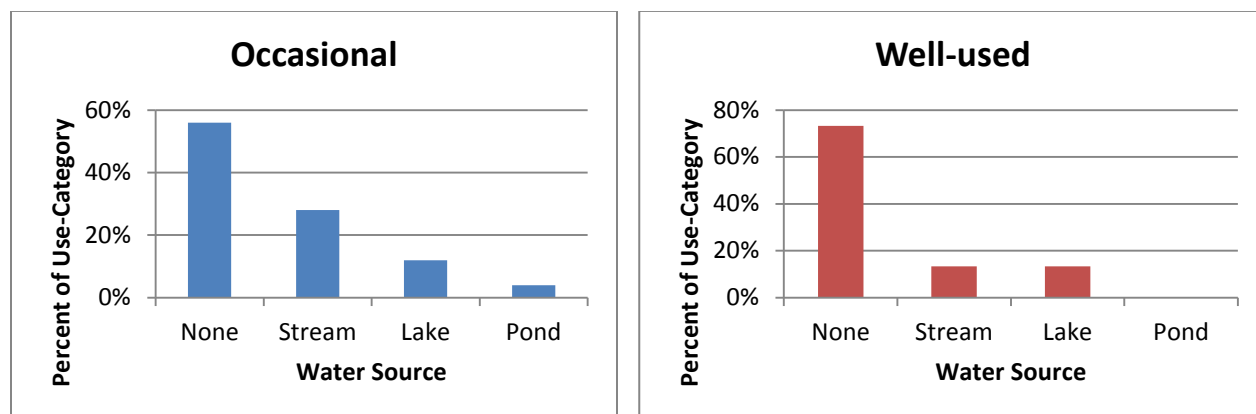 Occasional
Percent of Use-Category
60%
40%
20%
0%
None Stream Lake Pond
Water Source
Well-used
Percent of Use-Category
80%
60%
40%
20%
0%
None Stream Lake Pond
Water Source